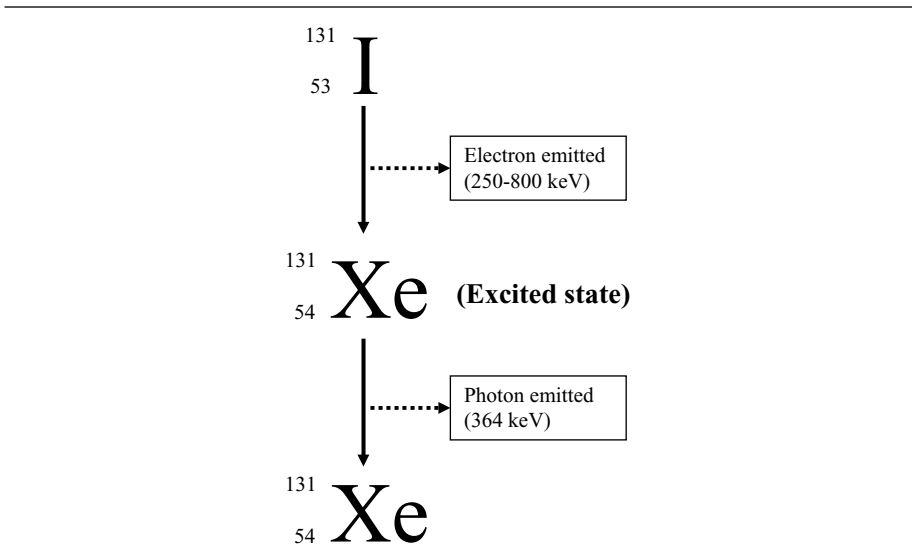 131
53 I
Electron emitted
(250-800 keV)
131
54 Xe (Excited state)
Photon emitted
(364 keV)
131
54 Xe